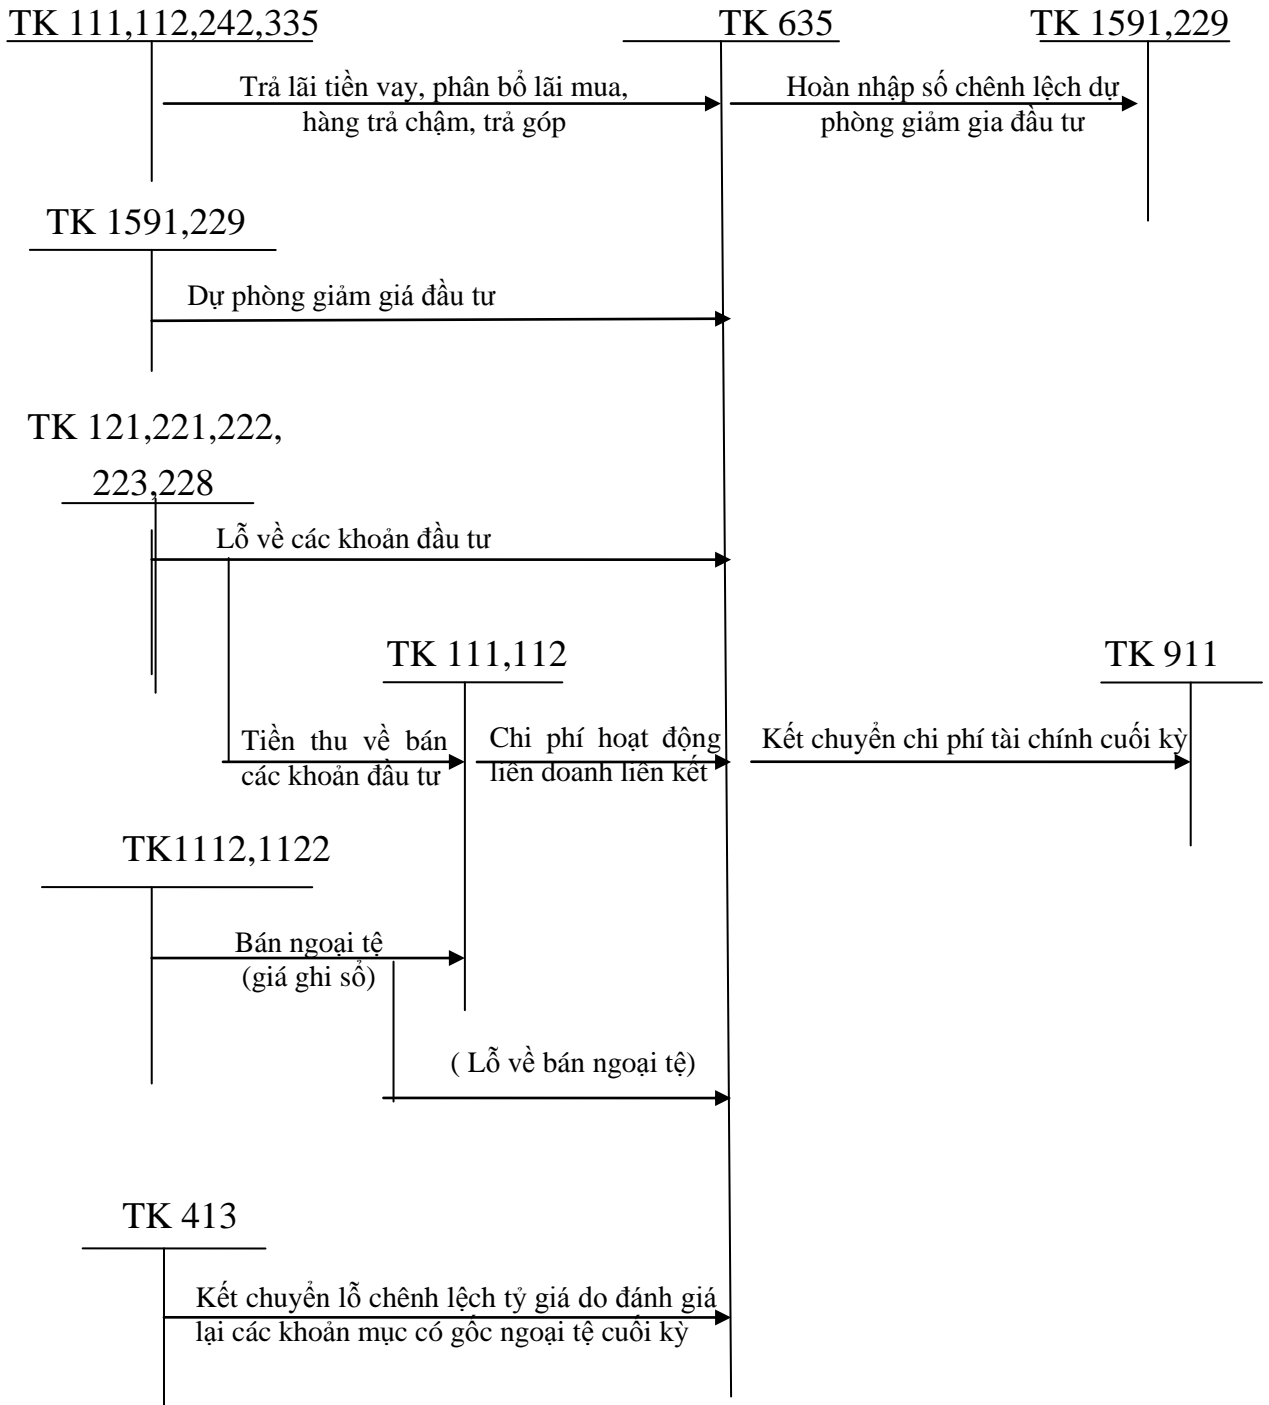 TK 111,112,242,335
TK 635
TK 1591,229
Trả lãi tiền vay, phân bổ lãi mua,
hàng trả chậm, trả góp
Hoàn nhập số chênh lệch dự
phòng giảm gia đầu tư
TK 1591,229
Dự phòng giảm giá đầu tư
TK 121,221,222,
223,228
Lỗ về các khoản đầu tư
TK 111,112
TK 911
Tiền thu về bán
các khoản đầu tư
Chi phí hoạt động
liên doanh liên kết
Kết chuyển chi phí tài chính cuối kỳ
TK1112,1122
Bán ngoại tệ
(giá ghi sổ)
( Lỗ về bán ngoại tệ)
TK 413
Kết chuyển lỗ chênh lệch tỷ giá do đánh giá
lại các khoản mục có gốc ngoại tệ cuối kỳ